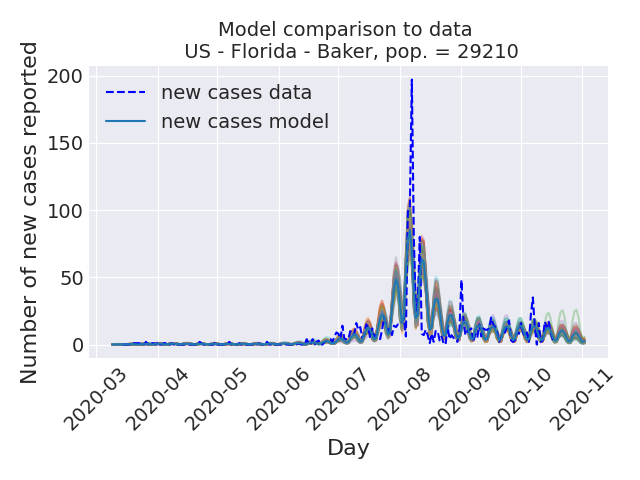 Model comparison to data
US - Florida - Baker, pop. = 29210
Number of new cases reported
200
150
100
50
0
new cases data
new cases model
2020-03
2020-04
2020-05
2020-06
2020-07
2020-08
2020-09
2020-10
2020-11
Day